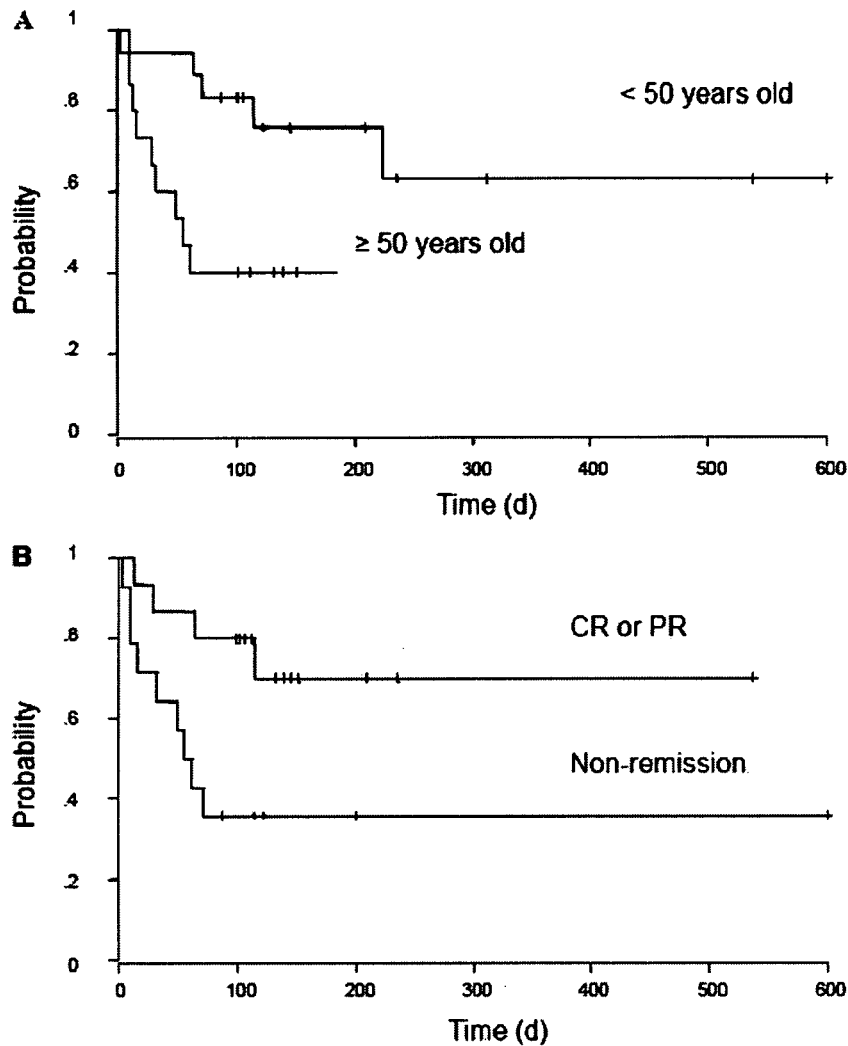 A
1
.8
.6
.4
.2
0
Probability
< 50 years old
≥ 50 years old
0 100 200 300 400 500 600
Time (d)
B
1
.8
.6
.4
.2
0
Probability
CR or PR
Non-remission
0 100 200 300 400 500 600
Time (d)